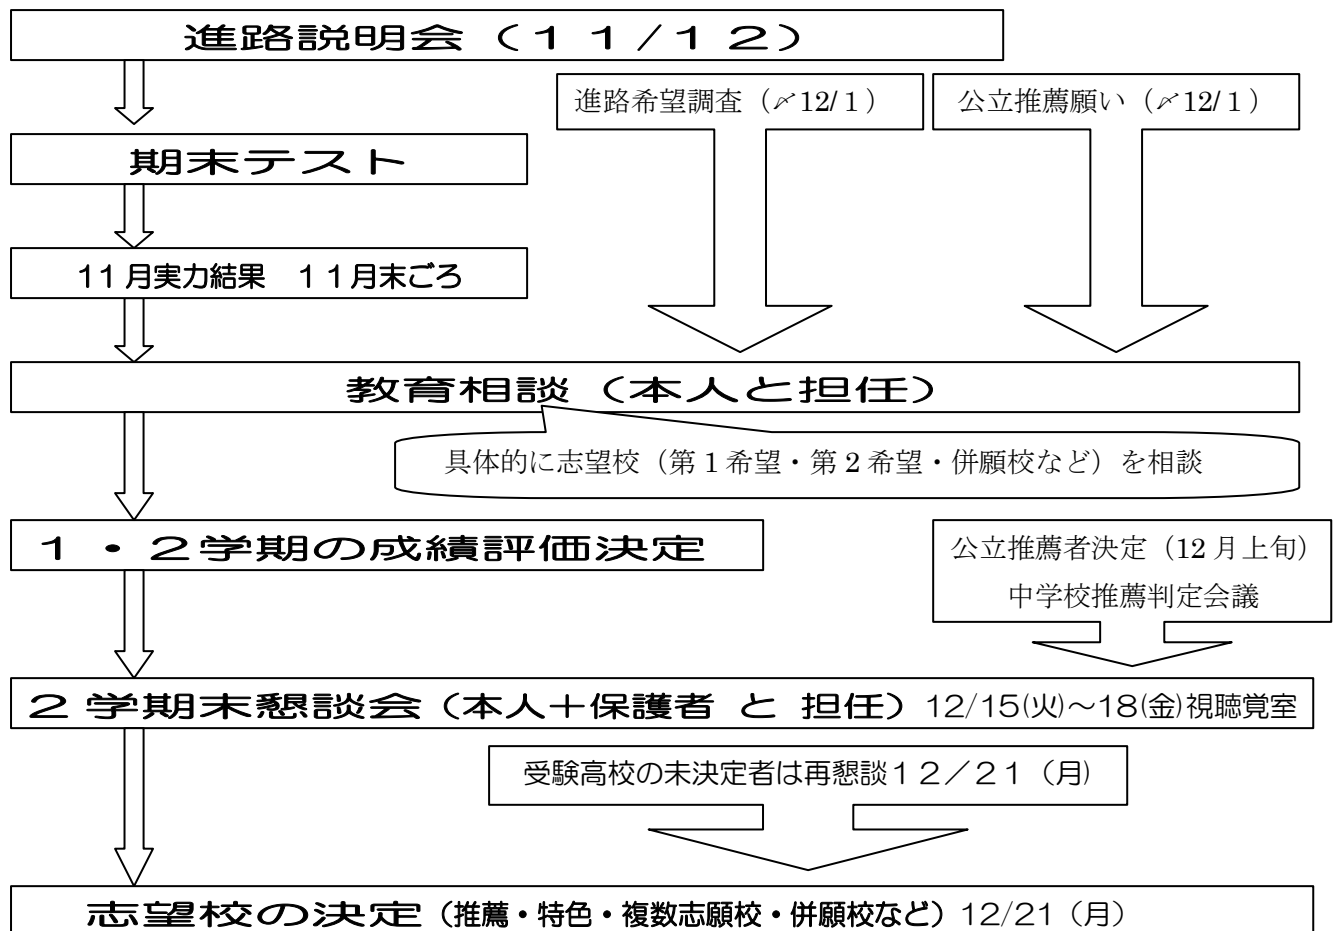 進路説明会（１１/１２）
進路希望調査（〆12/１）
公立推薦願い（〆12/１）
期末テスト
11月実力結果　１１月末ごろ
教育相談（本人と担任）
具体的に志望校（第１希望・第２希望・併願校など）を相談
１・２学期の成績評価決定
公立推薦者決定（12月上旬）
中学校推薦判定会議
２学期末懇談会（本人＋保護者 と 担任）12/15(火)～18(金)視聴覚室
受験高校の未決定者は再懇談１２／２１（月）
志望校の決定（推薦・特色・複数志願校・併願校など）12/21（月）